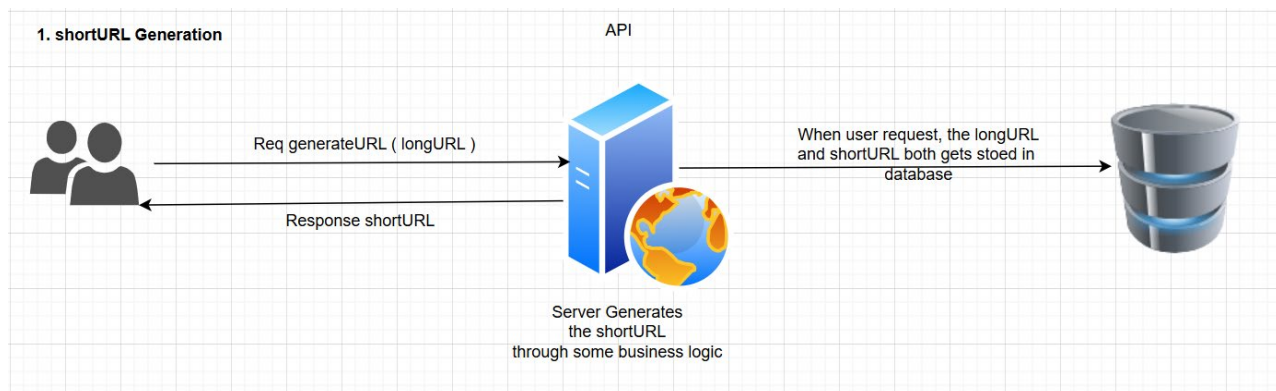 1. shortURL Generation
API
Req generateURL ( longURL )
When user request, the longURL
and shortURL both gets stoed in
database
Response shortURL
Server Generates
the shortURL
through some business logic